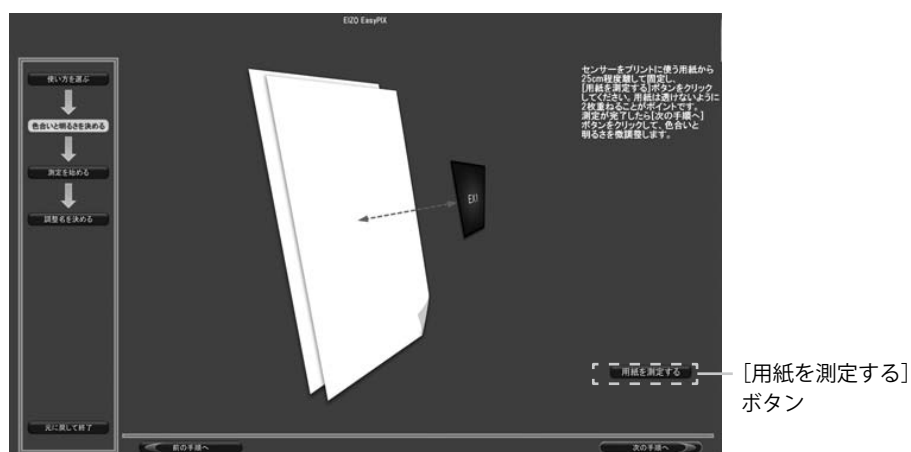 EIZO EasyPIX
使い方を選ぶ
色合いと明るさを決める
測定を始める
調整名を決める
元に戻して終了
EX1
センサーをプリントに使う用紙から
25cm程度離して固定し、
[用紙を測定する]ボタンをクリック
してください。用紙は透けないように
2枚重ねることがポイントです。
測定が完了したら[次の手順へ]
ボタンをクリックして、色合いと
明るさを微調整します。
用紙を測定する
[用紙を測定する]
ボタン
前の手順へ
次の手順へ